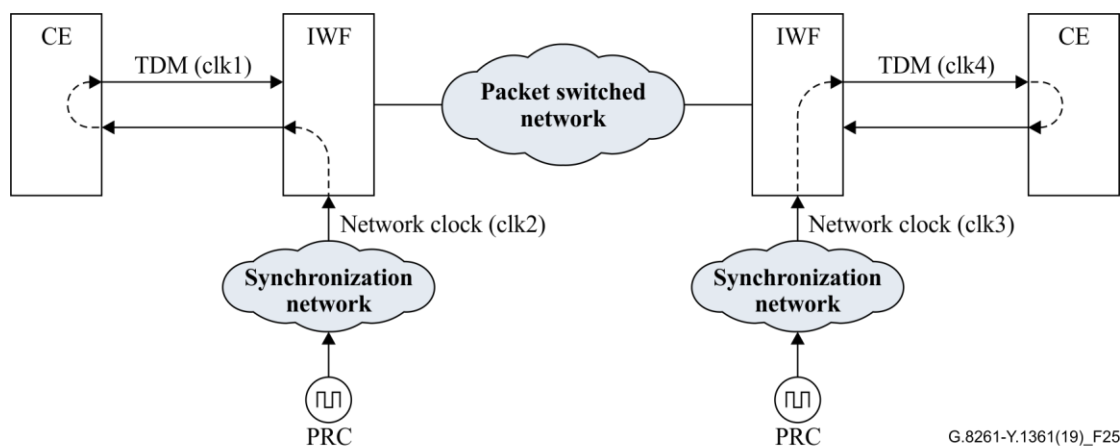 CE
IWF
IWF
CE
TDM (clk1)
TDM (clk4)
Packet switched
network
Network clock (clk2)
Network clock (clk3)
Synchronization
network
Synchronization
network
PRC
PRC
G.8261-Y.1361(19)_F25